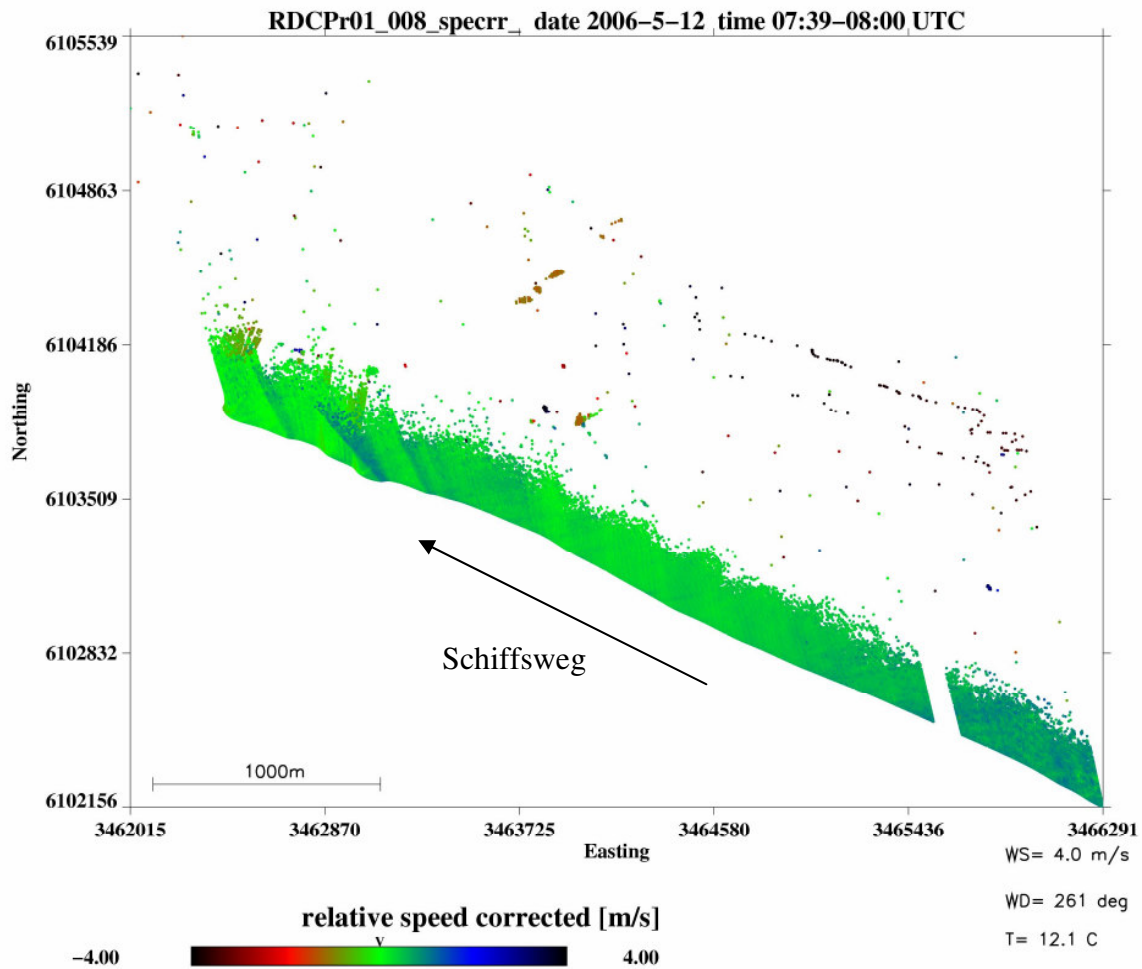 RDCPr01_008_specrr_ date 2006-5-12 time 07:39-08:00 UTC
6105539
6104863
6104186
6103509
6102832
6102156
Northing
Schiffsweg
1000m
3462015 3462870 3463725 3464580 3465436 3466291
Easting
WS= 4.0 m/s
WD= 261 deg
T= 12.1 C
relative speed corrected [m/s]
v
-4.00 4.00